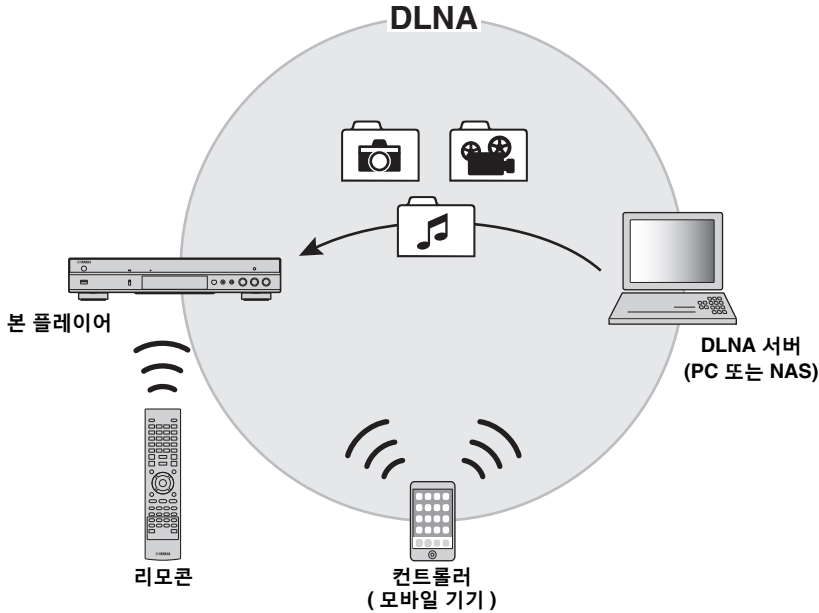 DLNA
본 플레이어
DLNA 서버
(PC 또는 NAS)
리모콘
컨트롤러
( 모바일 기기 )